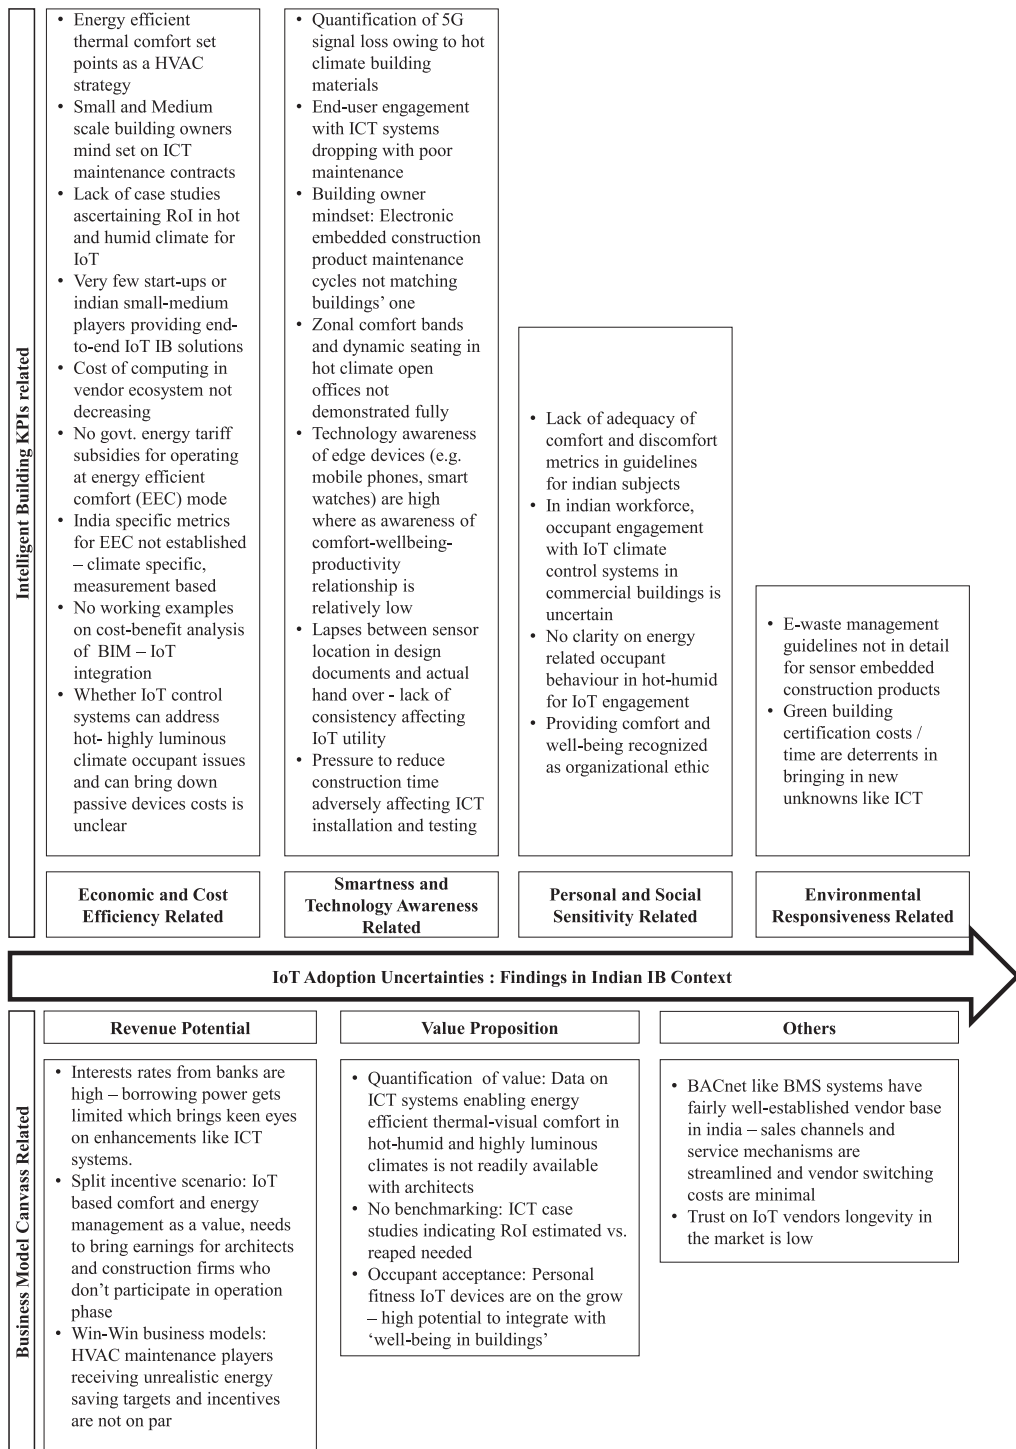 Intelligent Building KPIs related
• Energy efficient
thermal comfort set
points as a HVAC
strategy
• Small and Medium
scale building owners
mind set on ICT
maintenance contracts
• Lack of case studies
ascertaining RoI in hot
and humid climate for
IoT
• Very few start-ups or
indian small-medium
players providing end-
to-end IoT IB solutions
• Cost of computing in
vendor ecosystem not
decreasing
• No govt. energy tariff
subsidies for operating
at energy efficient
comfort (EEC) mode
• India specific metrics
for EEC not established
– climate specific,
measurement based
• No working examples
on cost-benefit analysis
of BIM – IoT
integration
• Whether IoT control
systems can address
hot- highly luminous
climate occupant issues
and can bring down
passive devices costs is
unclear
Economic and Cost
Efficiency Related
• Quantification of 5G
signal loss owing to hot
climate building
materials
• End-user engagement
with ICT systems
dropping with poor
maintenance
• Building owner
mindset: Electronic
embedded construction
product maintenance
cycles not matching
buildings’ one
• Zonal comfort bands
and dynamic seating in
hot climate open
offices not
demonstrated fully
• Technology awareness
of edge devices (e.g.
mobile phones, smart
watches) are high
where as awareness of
comfort-wellbeing-
productivity
relationship is
relatively low
• Lapses between sensor
location in design
documents and actual
hand over - lack of
consistency affecting
IoT utility
• Pressure to reduce
construction time
adversely affecting ICT
installation and testing
Smartness and
Technology Awareness
Related
• Lack of adequacy of
comfort and discomfort
metrics in guidelines
for indian subjects
• In indian workforce,
occupant engagement
with IoT climate
control systems in
commercial buildings is
uncertain
• No clarity on energy
related occupant
behaviour in hot-humid
for IoT engagement
• Providing comfort and
well-being recognized
as organizational ethic
Personal and Social
Sensitivity Related
• E-waste management
guidelines not in detail
for sensor embedded
construction products
• Green building
certification costs /
time are deterrents in
bringing in new
unknowns like ICT
Environmental
Responsiveness Related
IoT Adoption Uncertainties : Findings in Indian IB Context
Business Model Canvass Related
Revenue Potential
• Interests rates from banks are
high – borrowing power gets
limited which brings keen eyes
on enhancements like ICT
systems.
• Split incentive scenario: IoT
based comfort and energy
management as a value, needs
to bring earnings for architects
and construction firms who
don’t participate in operation
phase
• Win-Win business models:
HVAC maintenance players
receiving unrealistic energy
saving targets and incentives
are not on par
Value Proposition
• Quantification of value: Data on
ICT systems enabling energy
efficient thermal-visual comfort in
hot-humid and highly luminous
climates is not readily available
with architects
• No benchmarking: ICT case
studies indicating RoI estimated vs.
reaped needed
• Occupant acceptance: Personal
fitness IoT devices are on the grow
– high potential to integrate with
‘well-being in buildings’
Others
• BACnet like BMS systems have
fairly well-established vendor base
in india – sales channels and
service mechanisms are
streamlined and vendor switching
costs are minimal
• Trust on IoT vendors longevity in
the market is low